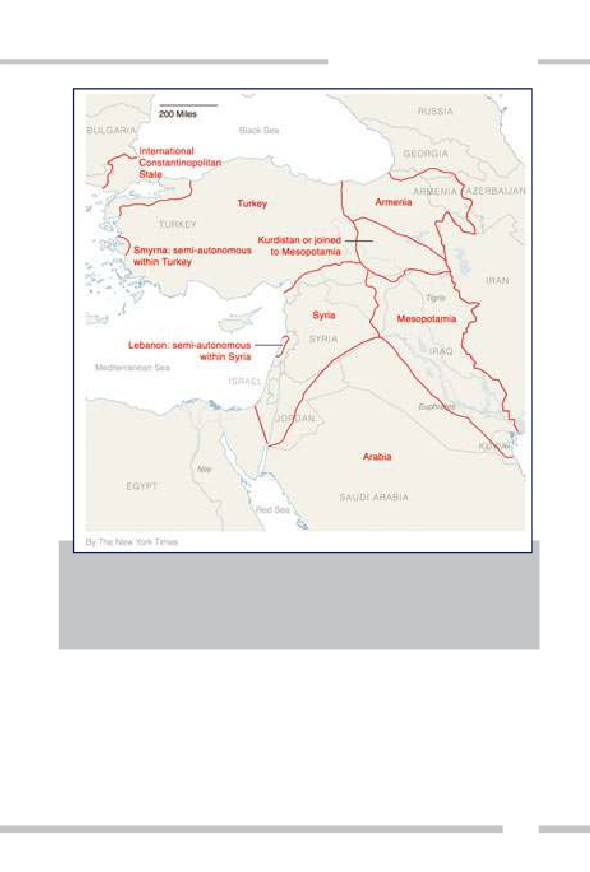 200 Miles
RUSSIA
BULGARIA
Black Sea
International
Constantinopolitan
State
GEORGIA
ARMENIA
AZERBAIJAN
Turkey
Armenia
TURKEY
Kurdistan or joined
to Mesopotamia
Smyrna: semi-autonomous
within Turkey
IRAN
Tigris
Syria
Mesopotamia
SYRIA
Lebanon: semi-autonomous
within Syria
IRAQ
Mediterranean Sea
ISRAEL
Euphrates
JORDAN
KUWAIT
Arabia
Nile
EGYPT
SAUDI ARABIA
Red Sea
By The New York Times